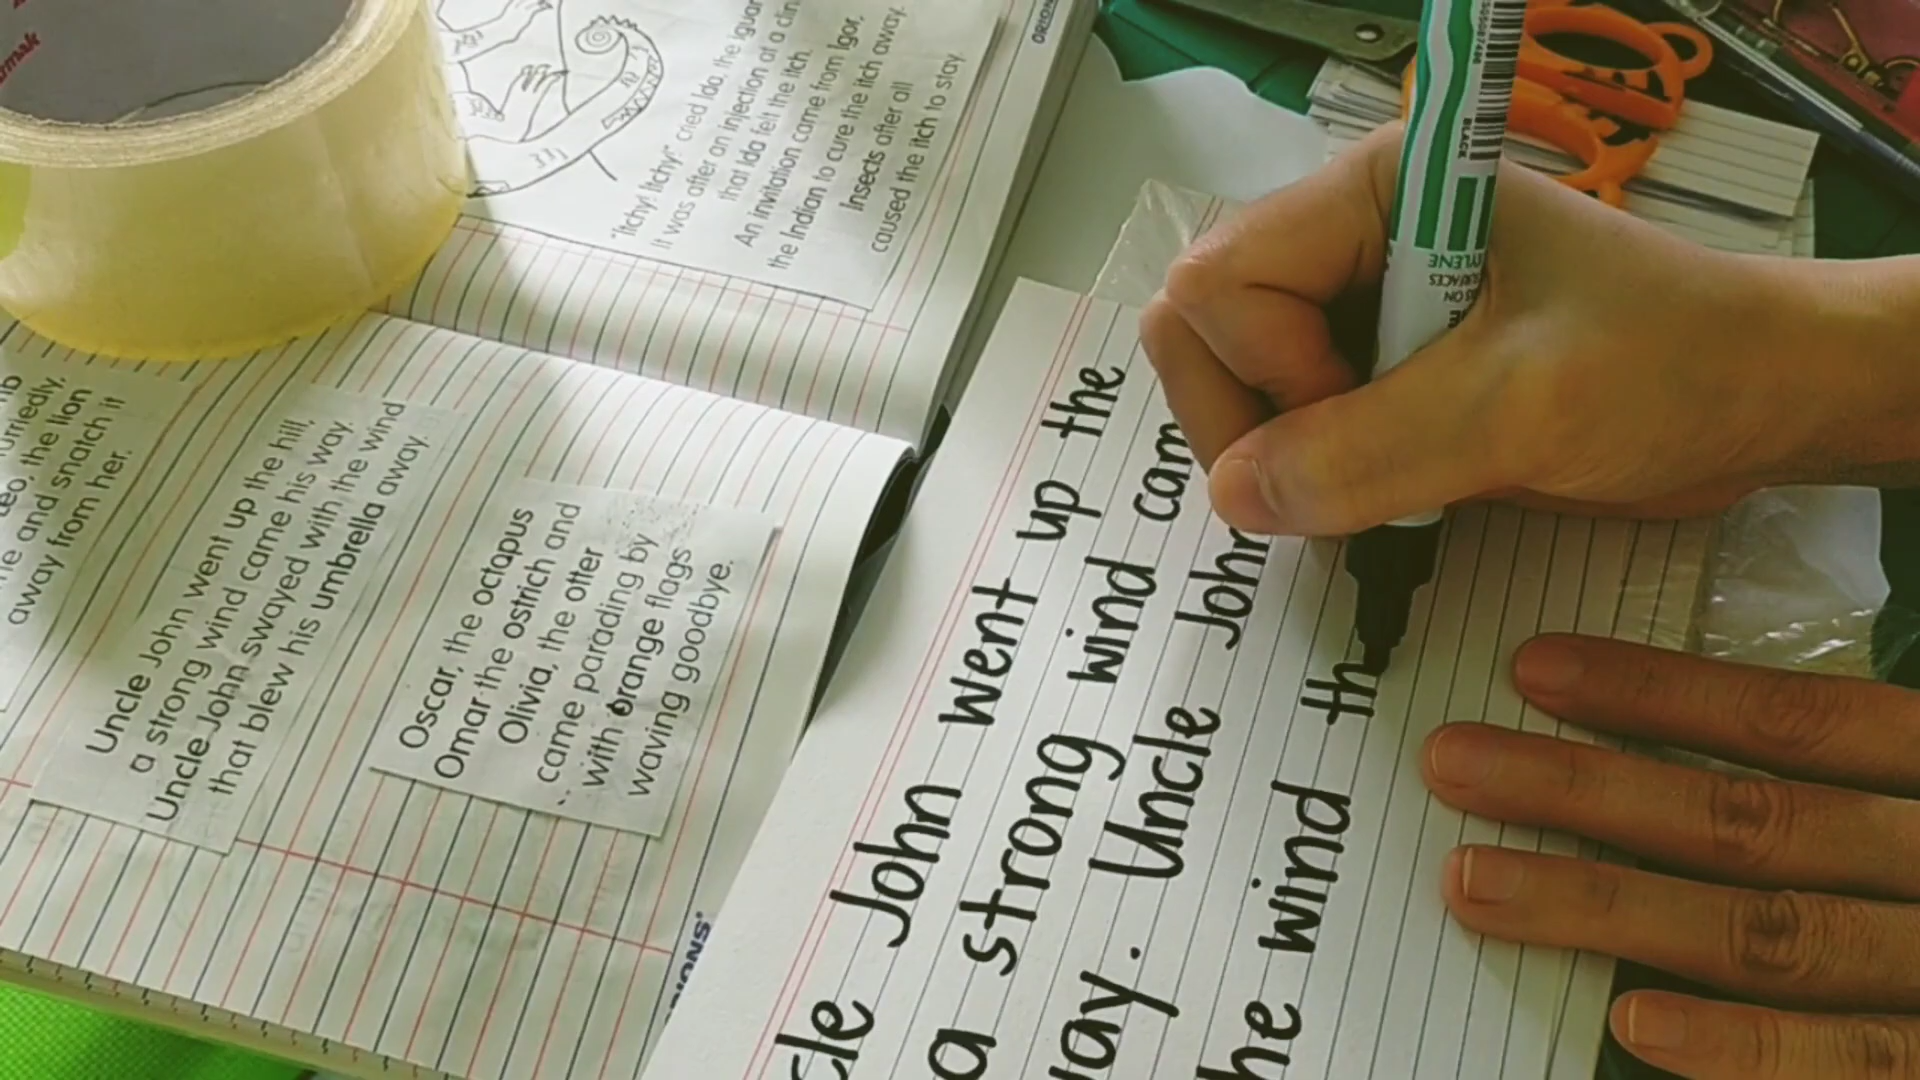 "Itchy! Itchy!" cried Ida, the
It was after an injection at a
that Ida felt the itch.
An invitation came from Igor,
the Indian to cure the itch away.
Insects after all
caused the itch to stay.
the lion
and snatch it
away from her.
Uncle John went up the hill,
a strong wind came his way.
Uncle John swayed with the wind
that blew his umbrella away.
Oscar, the octapus
Omar the ostrich and
Olivia, the otter
came parading by
with orange flags
waving goodbye.
cle John went up the
a strong wind cam
way. Uncle John
he wind th
BLACK